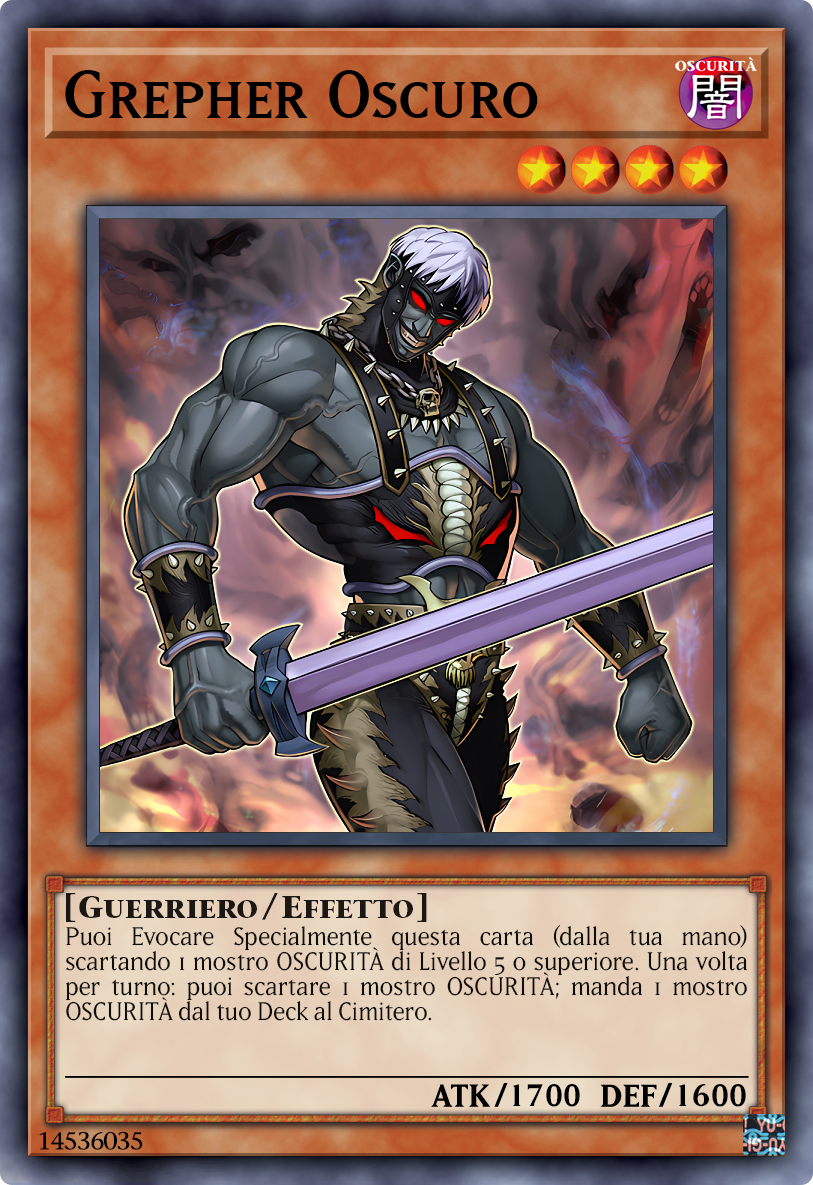 Grepher Oscuro
OSCURITÀ
闇
[Guerriero/Effetto]
Puoi Evocare Specialmente questa carta (dalla tua mano)
scartando 1 mostro OSCURITÀ di Livello 5 o superiore. Una volta
per turno: puoi scartare 1 mostro OSCURITÀ; manda 1 mostro
OSCURITÀ dal tuo Deck al Cimitero.
ATK/1700 DEF/1600
14536035